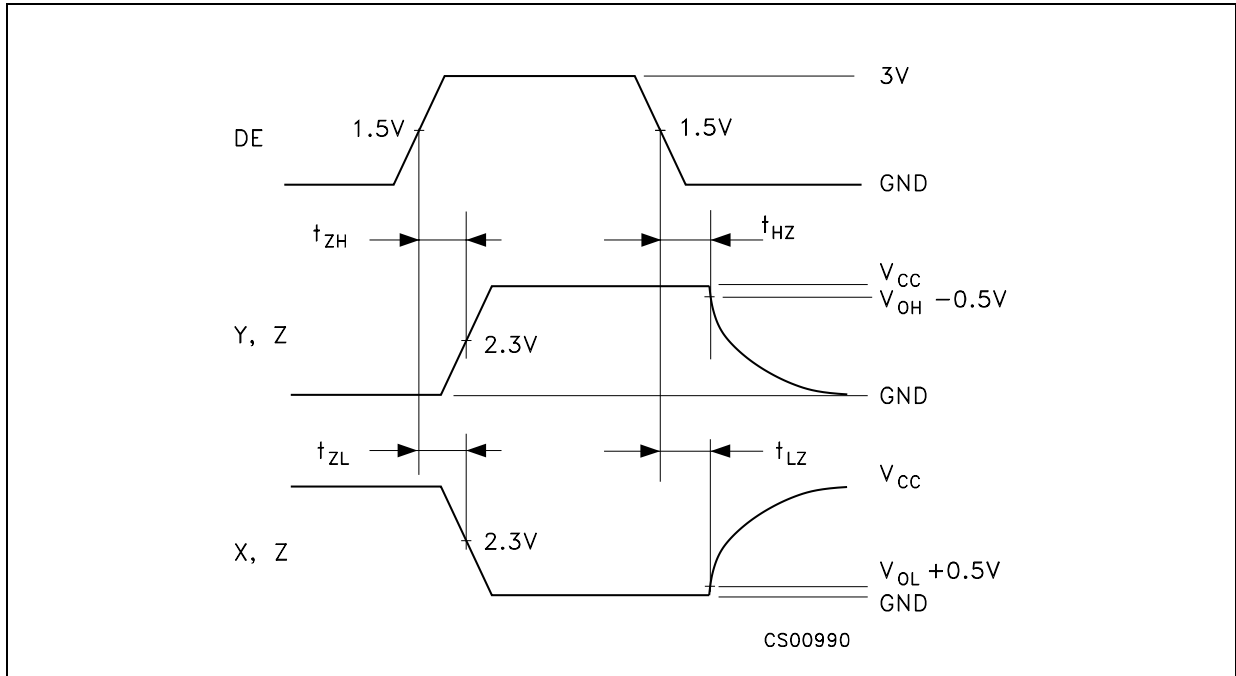 3V
1.5V
1.5V
DE
GND
tZH
tHZ
VCC
VOH −0.5V
Y, Z
2.3V
GND
tZL
tLZ
VCC
X, Z
2.3V
VOL +0.5V
GND
CS00990